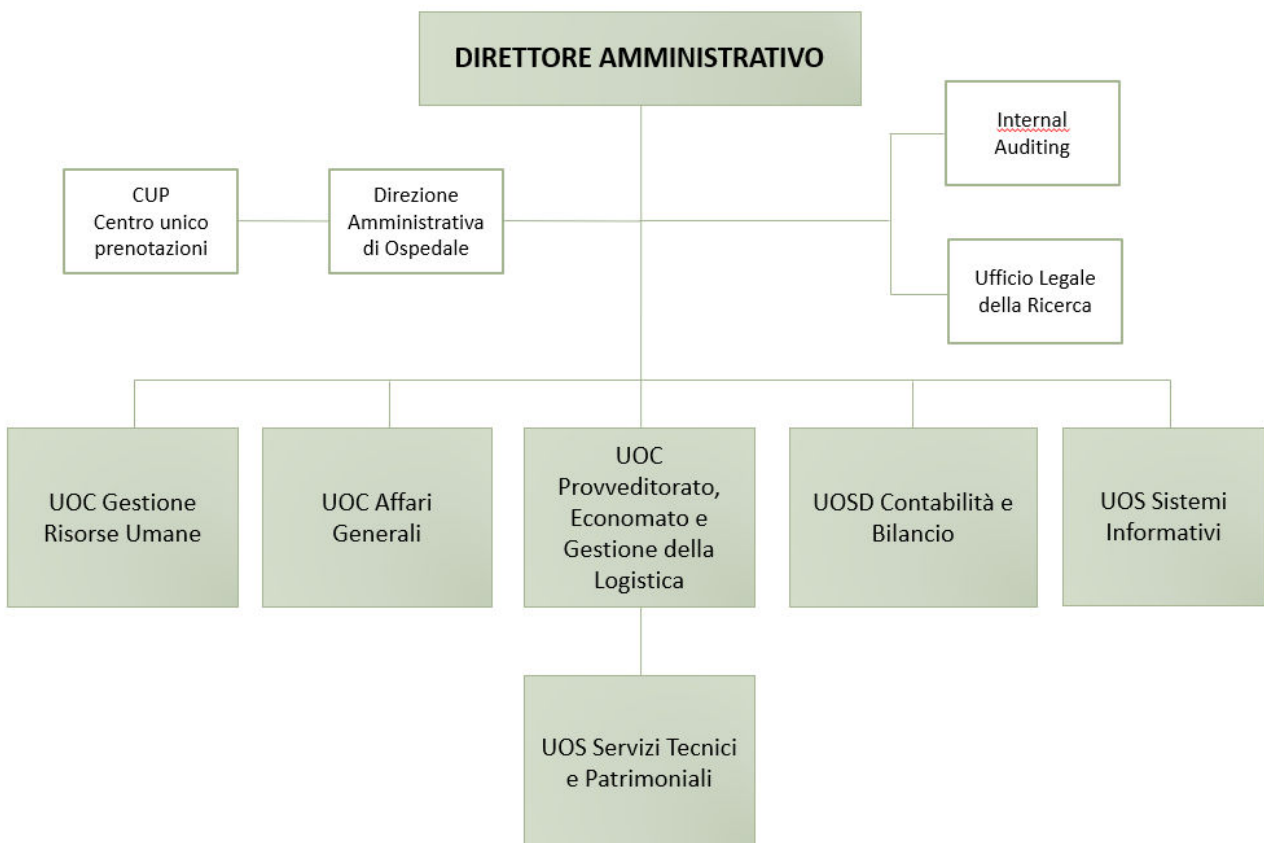 DIRETTORE AMMINISTRATIVO
Internal
Auditing
CUP
Centro unico
prenotazioni
Direzione
Amministrativa
di Ospedale
Ufficio Legale
della Ricerca
UOC Gestione
Risorse Umane
UOC Affari
Generali
UOC
Provveditorato,
Economato e
Gestione della
Logistica
UOSD Contabilità e
Bilancio
UOS Sistemi
Informativi
UOS Servizi Tecnici
e Patrimoniali